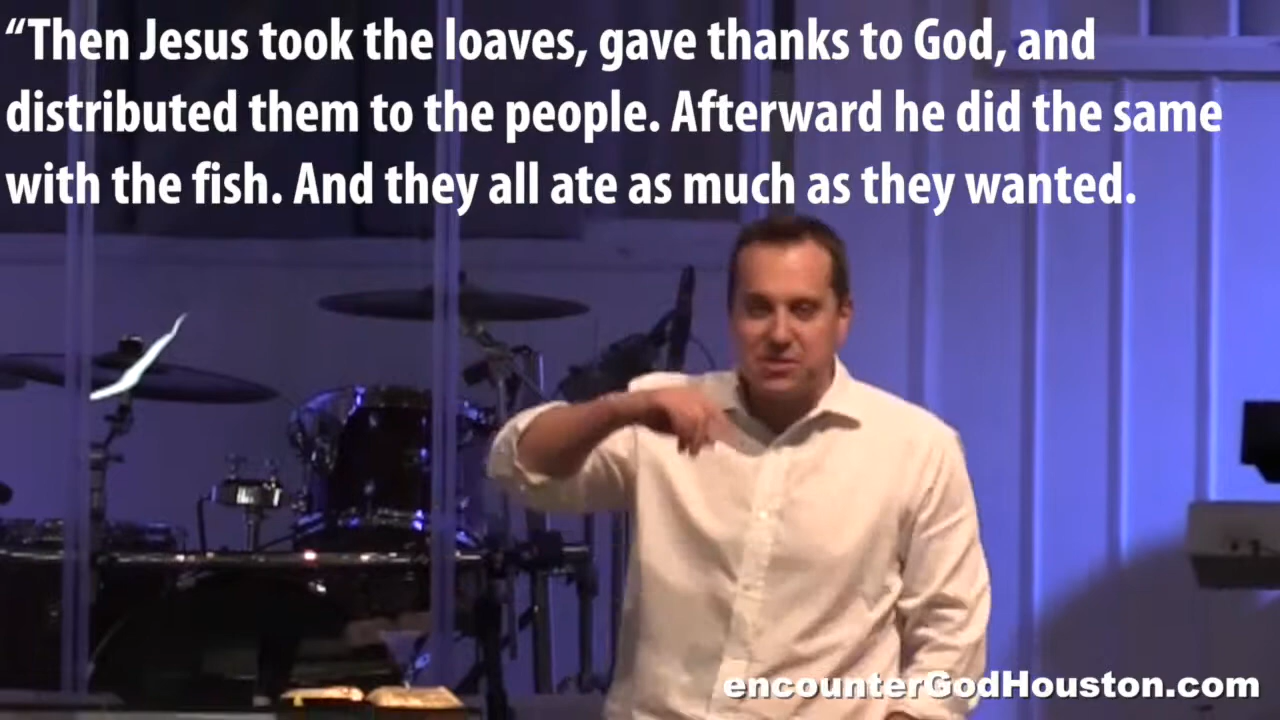 “Then Jesus took the loaves, gave thanks to God, and
distributed them to the people. Afterward he did the same
with the fish. And they all ate as much as they wanted.
encounterGodHouston.com